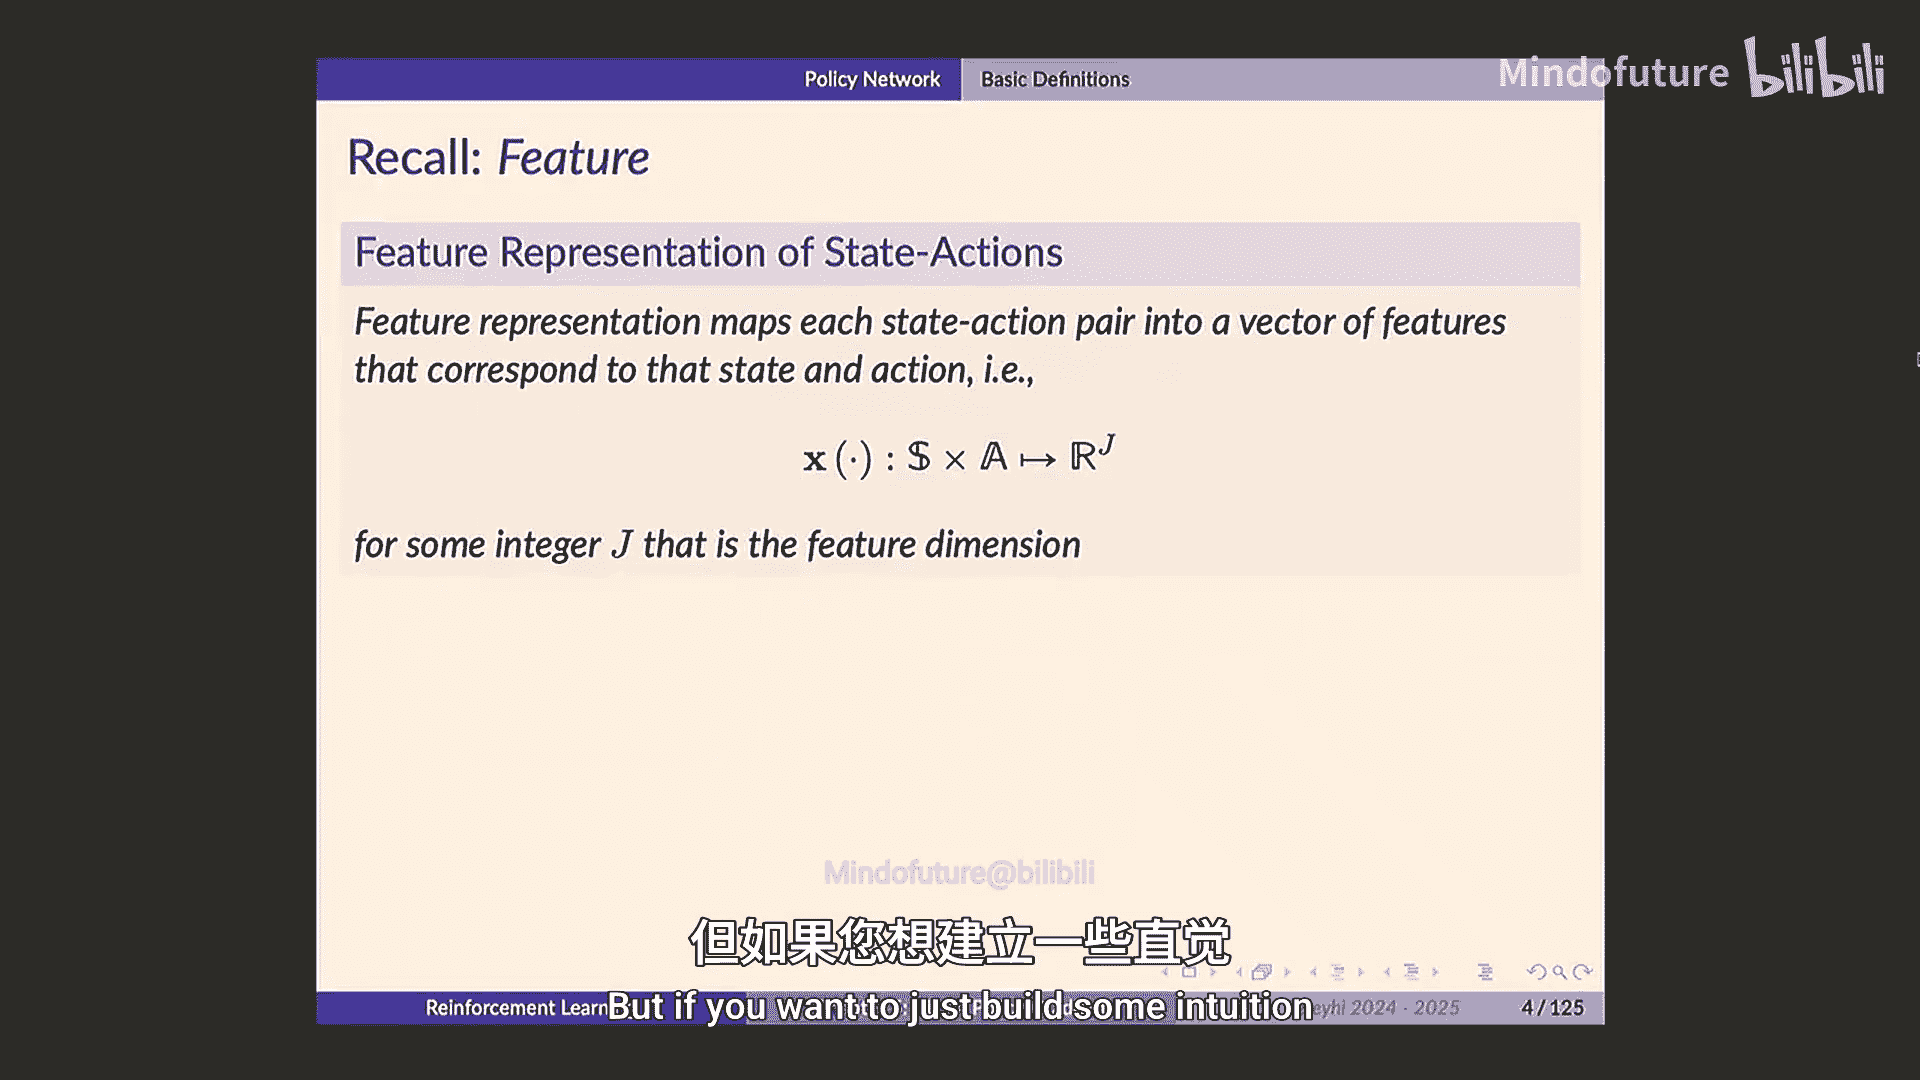 Policy Network
Basic Definitions
Mindofuture bilibili
Recall: Feature
Feature Representation of State-Actions
Feature representation maps each state-action pair into a vector of features
that correspond to that state and action, i.e.,
x (·) : 𝕊 × 𝔸 ↦ ℝ^J
for some integer J that is the feature dimension
Mindofuture@bilibili
但如果您想建立一些直觉
But if you want to just build some intuition
Reinforcement Learn
2024 - 2025
4 / 125